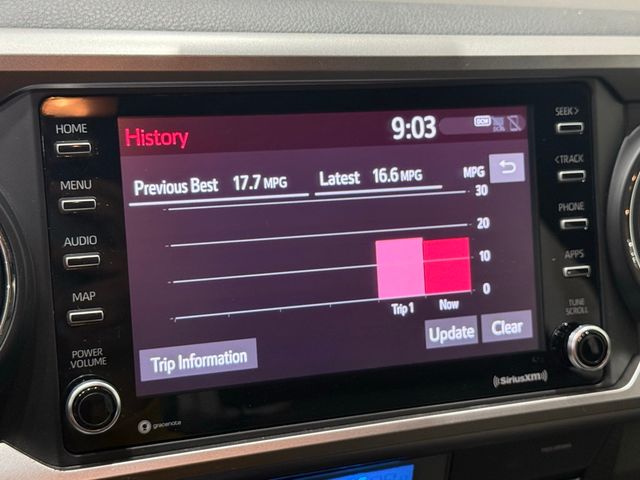 HOME
MENU
AUDIO
MAP
POWER
VOLUME
History
9:03
DCM
Previous Best 17.7 MPG
Latest 16.6 MPG
MPG
30
20
10
0
Trip 1 Now
Trip Information
Update
Clear
gracenote
SiriusXM
SEEK>
<TRACK
PHONE
APPS
TUNE
SCROLL